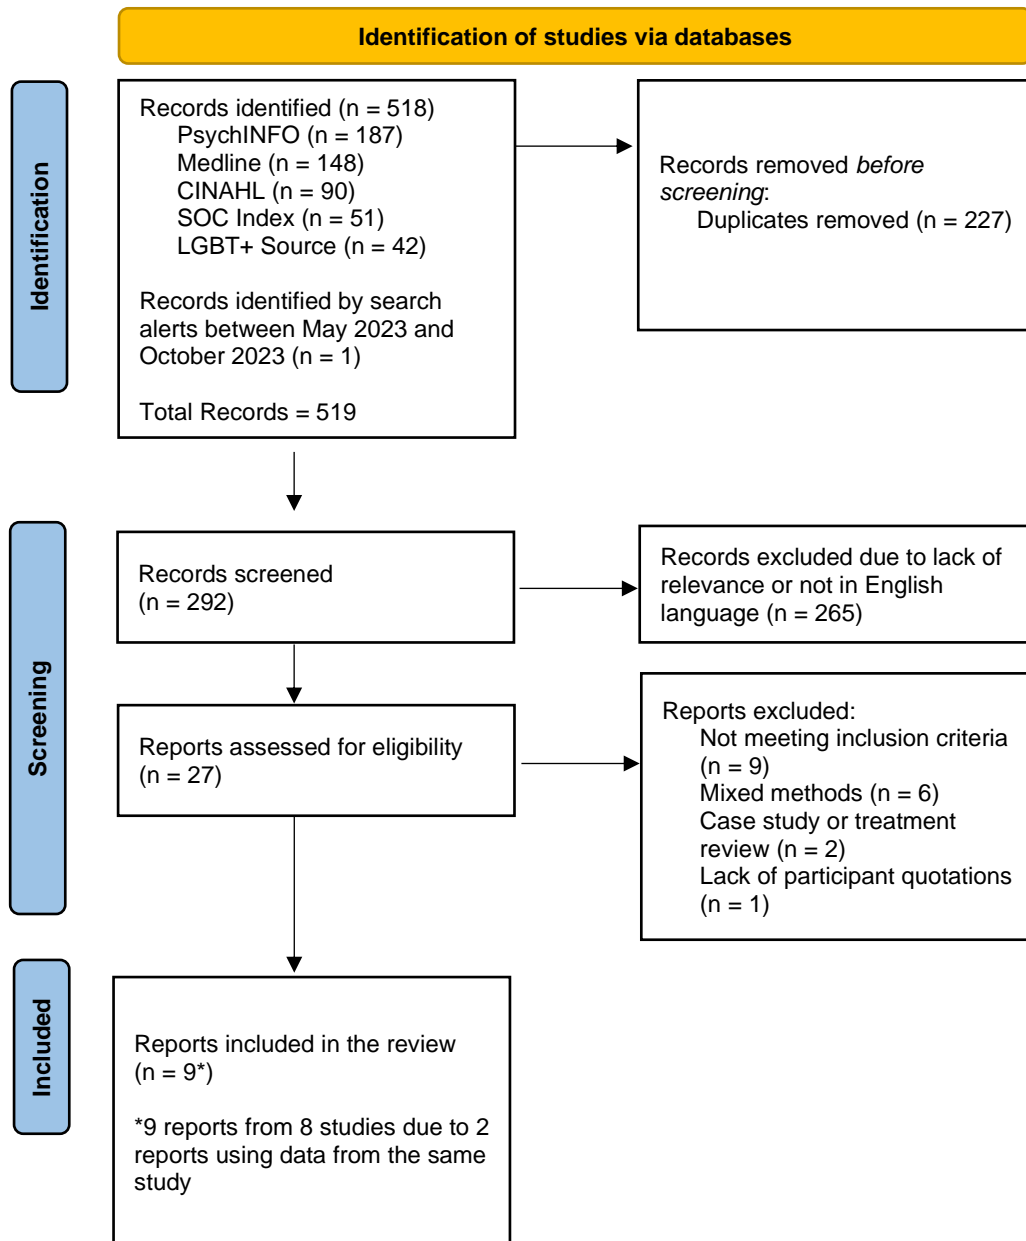 Identification of studies via databases
Identification
Records identified (n = 518)
PsychINFO (n = 187)
Medline (n = 148)
CINAHL (n = 90)
SOC Index (n = 51)
LGBT+ Source (n = 42)
Records identified by search
alerts between May 2023 and
October 2023 (n = 1)
Total Records = 519
Records removed before
screening:
Duplicates removed (n = 227)
Screening
Records screened
(n = 292)
Records excluded due to lack of
relevance or not in English
language (n = 265)
Reports assessed for eligibility
(n = 27)
Reports excluded:
Not meeting inclusion criteria
(n = 9)
Mixed methods (n = 6)
Case study or treatment
review (n = 2)
Lack of participant quotations
(n = 1)
Included
Reports included in the review
(n = 9*)
*9 reports from 8 studies due to 2
reports using data from the same
study